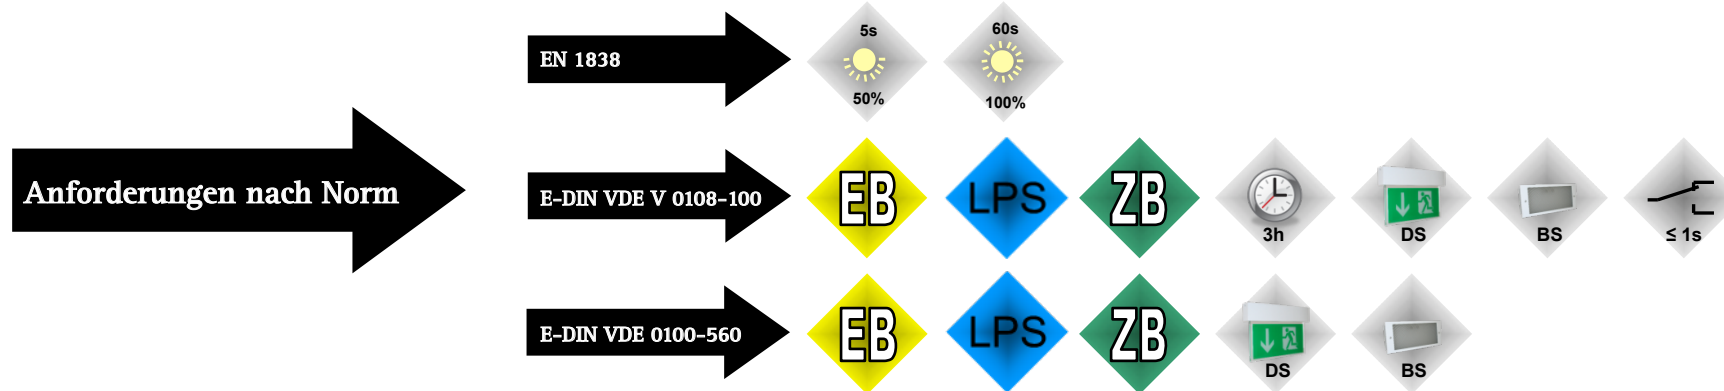 5s
60s
EN 1838
50%
100%
Anforderungen nach Norm
E-DIN VDE V 0108-100
EB
LPS
ZB
3h
DS
BS
≤ 1s
E-DIN VDE 0100-560
EB
LPS
ZB
DS
BS